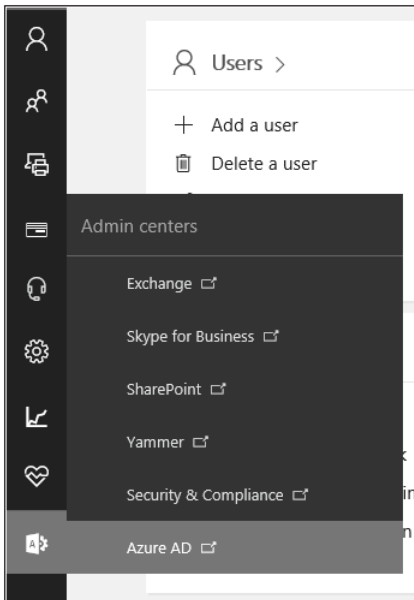 Users >
Add a user
Delete a user
Admin centers
Exchange
Skype for Business
SharePoint
Yammer
Security & Compliance
Azure AD